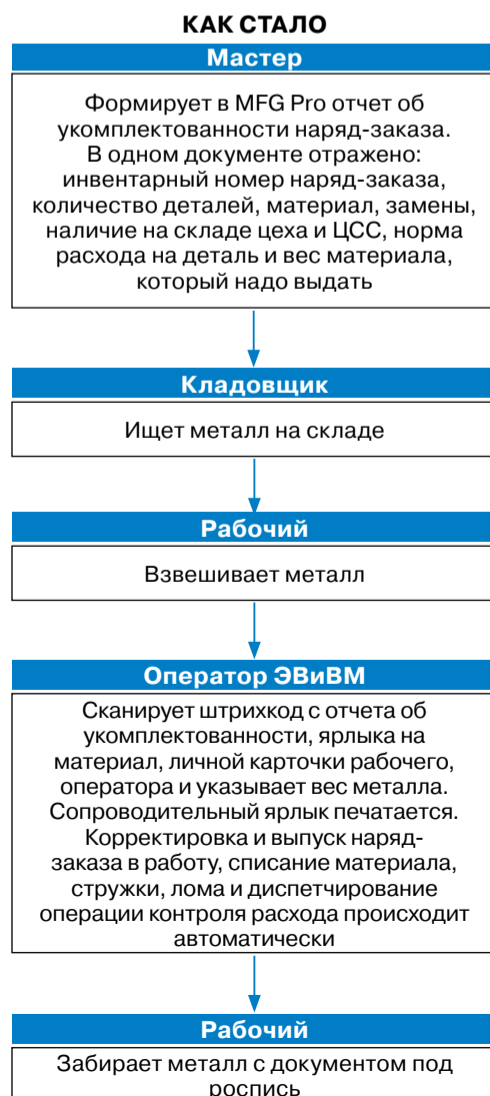 КАК СТАЛО
Мастер
Формирует в MFG Pro отчет об
укомплектованности наряд-заказа.
В одном документе отражено:
инвентарный номер наряд-заказа,
количество деталей, материал, замены,
наличие на складе цеха и ЦСС, норма
расхода на деталь и вес материала,
который надо выдать
Кладовщик
Ищет металл на складе
Рабочий
Взвешивает металл
Оператор ЭВиВМ
Сканирует штрихкод с отчета об
укомплектованности, ярлыка на
материал, личной карточки рабочего,
оператора и указывает вес металла.
Сопроводительный ярлык печатается.
Корректировка и выпуск наряд-
заказа в работу, списание материала,
стружки, лома и диспетчирование
операции контроля расхода происходит
автоматически
Рабочий
Забирает металл с документом под
роспись